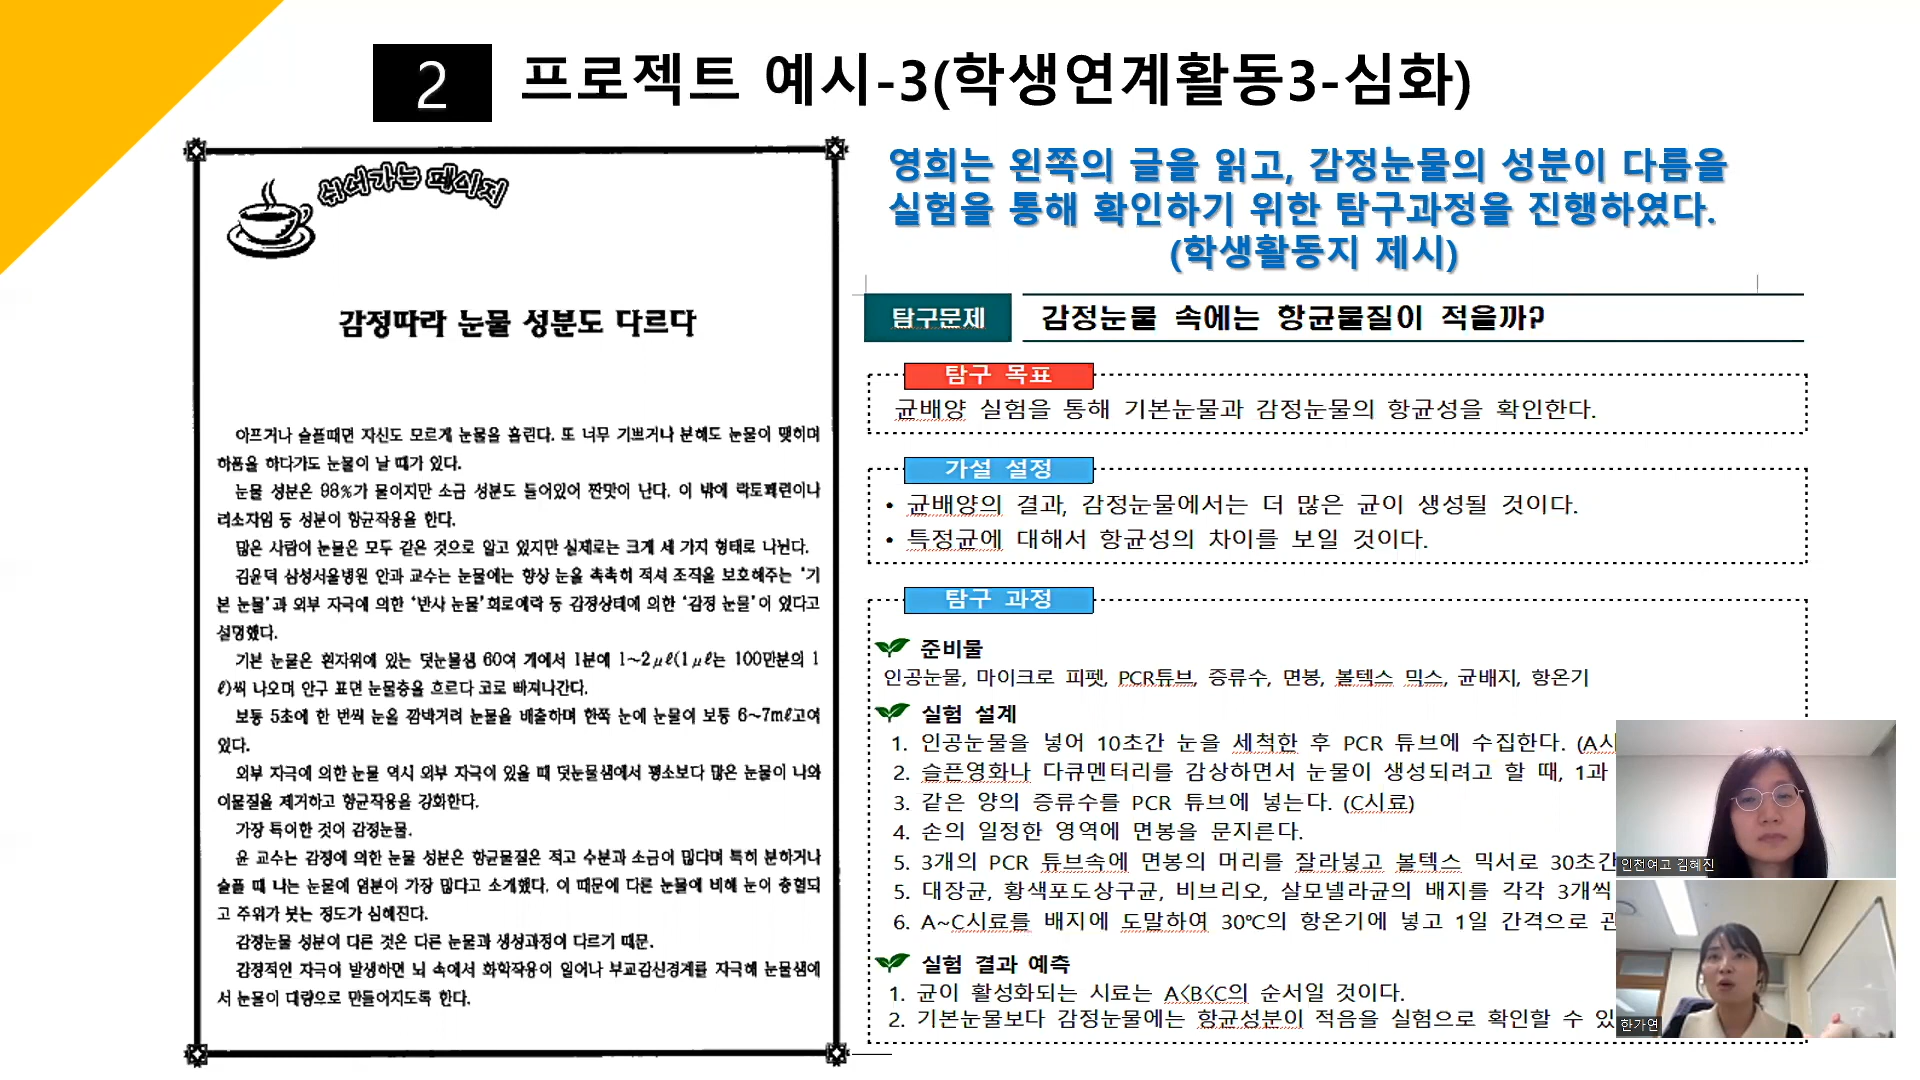 2 프로젝트 예시-3(학생연계활동3-심화)
쉬어가는 페이지
감정따라 눈물 성분도 다르다
아프거나 슬플때면 자신도 모르게 눈물을 흘린다. 또 너무 기쁘거나 분해도 눈물이 맺히며
하품을 하다가도 눈물이 날 때가 있다.
눈물 성분은 98%가 물이지만 소금 성분도 들어있어 짠맛이 난다. 이 밖에 락토페린이나
리소자임 등 성분이 항균작용을 한다.
많은 사람이 눈물은 모두 같은 것으로 알고 있지만 실제로는 크게 세 가지 형태로 나뉜다.
김윤덕 삼성서울병원 안과 교수는 눈물에는 항상 눈을 촉촉히 적셔 조직을 보호해주는 '기
본 눈물'과 외부 자극에 의한 '반사 눈물' 희로애락 등 감정상태에 의한 '감정 눈물'이 있다고
설명했다.
기본 눈물은 흰자위에 있는 덧눈물샘 60여 개에서 1분에 1~2㎕(1㎕는 100만분의 1
ℓ)씩 나오며 안구 표면 눈물층을 흐르다 코로 빠져나간다.
보통 5초에 한 번씩 눈을 깜박거려 눈물을 배출하며 한쪽 눈에 눈물이 보통 6~7mℓ고여
있다.
외부 자극에 의한 눈물 역시 외부 자극이 있을 때 덧눈물샘에서 평소보다 많은 눈물이 나와
이물질을 제거하고 항균작용을 강화한다.
가장 특이한 것이 감정눈물.
윤 교수는 감정에 의한 눈물 성분은 항균물질은 적고 수분과 소금이 많다며 특히 분하거나
슬플 때 나는 눈물에 염분이 가장 많다고 소개했다. 이 때문에 다른 눈물에 비해 눈이 충혈되
고 주위가 붓는 정도가 심해진다.
감정눈물 성분이 다른 것은 다른 눈물과 생성과정이 다르기 때문.
감정적인 자극이 발생하면 뇌 속에서 화학작용이 일어나 부교감신경계를 자극해 눈물샘에
서 눈물이 대량으로 만들어지도록 한다.
영희는 왼쪽의 글을 읽고, 감정눈물의 성분이 다름을
실험을 통해 확인하기 위한 탐구과정을 진행하였다.
(학생활동지 제시)
탐구문제 감정눈물 속에는 항균물질이 적을까?
탐구 목표
균배양 실험을 통해 기본눈물과 감정눈물의 항균성을 확인한다.
가설 설정
• 균배양의 결과, 감정눈물에서는 더 많은 균이 생성될 것이다.
• 특정균에 대해서 항균성의 차이를 보일 것이다.
탐구 과정
준비물
인공눈물, 마이크로 피펫, PCR튜브, 증류수, 면봉, 볼텍스 믹스, 균배지, 항온기
실험 설계
1. 인공눈물을 넣어 10초간 눈을 세척한 후 PCR 튜브에 수집한다. (A시
2. 슬픈영화나 다큐멘터리를 감상하면서 눈물이 생성되려고 할 때, 1과
3. 같은 양의 증류수를 PCR 튜브에 넣는다. (C시료)
4. 손의 일정한 영역에 면봉을 문지른다.
5. 3개의 PCR 튜브속에 면봉의 머리를 잘라넣고 볼텍스 믹서로 30초간
5. 대장균, 황색포도상구균, 비브리오, 살모넬라균의 배지를 각각 3개씩
6. A~C시료를 배지에 도말하여 30℃의 항온기에 넣고 1일 간격으로 관
실험 결과 예측
1. 균이 활성화되는 시료는 A<B<C의 순서일 것이다.
2. 기본눈물보다 감정눈물에는 항균성분이 적음을 실험으로 확인할 수 있
인천여고 김혜진
한가연